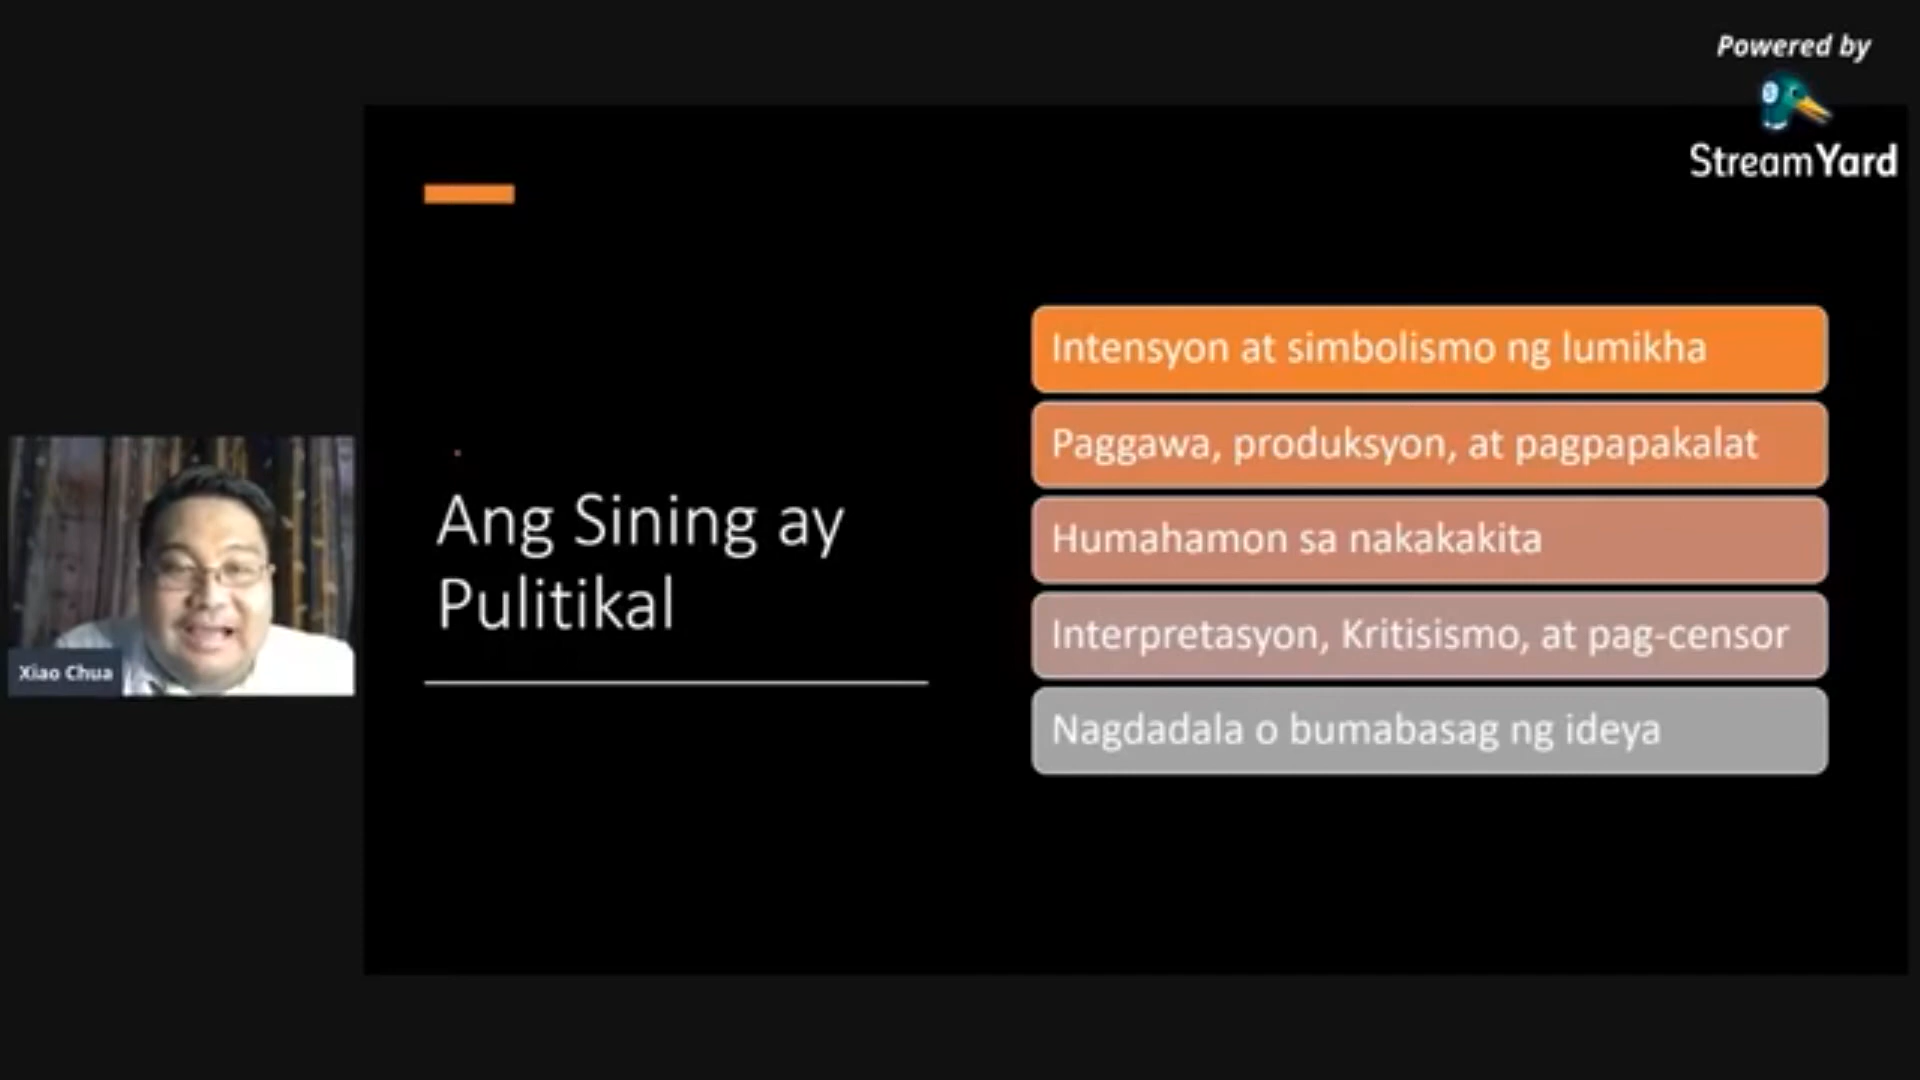 Powered by
StreamYard
Ang Sining ay
Pulitikal
Intensyon at simbolismo ng lumikha
Paggawa, produksyon, at pagpapakalat
Humahamon sa nakakakita
Interpretasyon, Kritisismo, at pag-censor
Nagdadala o bumabasag ng ideya
Xiao Chua